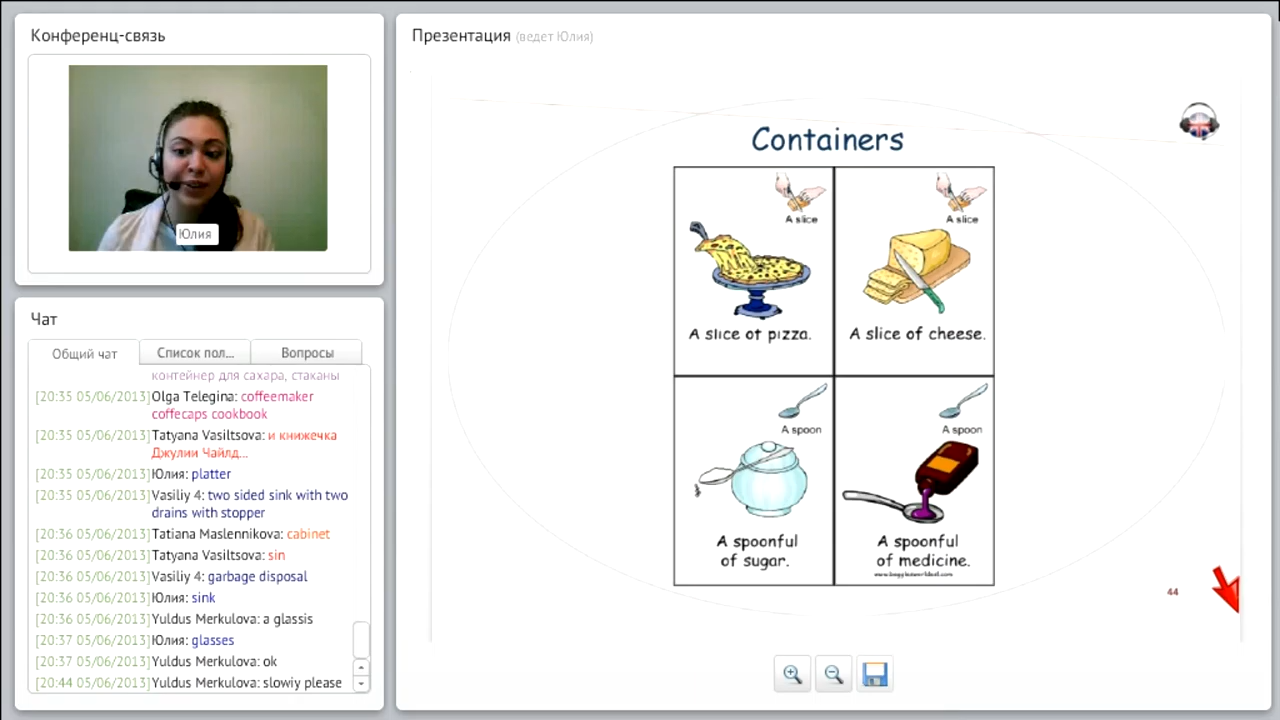 Конференц-связь
Юлия
Чат
Общий чат
Список пол...
Вопросы
контейнер для сахара, стаканы
[20:35 05/06/2013] Olga Telegina: coffeemaker
coffecaps cookbook
[20:35 05/06/2013] Tatyana Vasiltsova: и книжечка
Джулии Чайлд...
[20:35 05/06/2013] Юлия: platter
[20:35 05/06/2013] Vasiliy 4: two sided sink with two
drains with stopper
[20:36 05/06/2013] Tatiana Maslennikova: cabinet
[20:36 05/06/2013] Tatyana Vasiltsova: sin
[20:36 05/06/2013] Vasiliy 4: garbage disposal
[20:36 05/06/2013] Юлия: sink
[20:36 05/06/2013] Yuldus Merkulova: a glassis
[20:37 05/06/2013] Юлия: glasses
[20:37 05/06/2013] Yuldus Merkulova: ok
[20:44 05/06/2013] Yuldus Merkulova: slowiy please
Презентация (ведет Юлия)
Containers
A slice
A slice of pizza.
A slice
A slice of cheese.
A spoon
A spoonful
of sugar.
A spoon
A spoonful
of medicine.
44